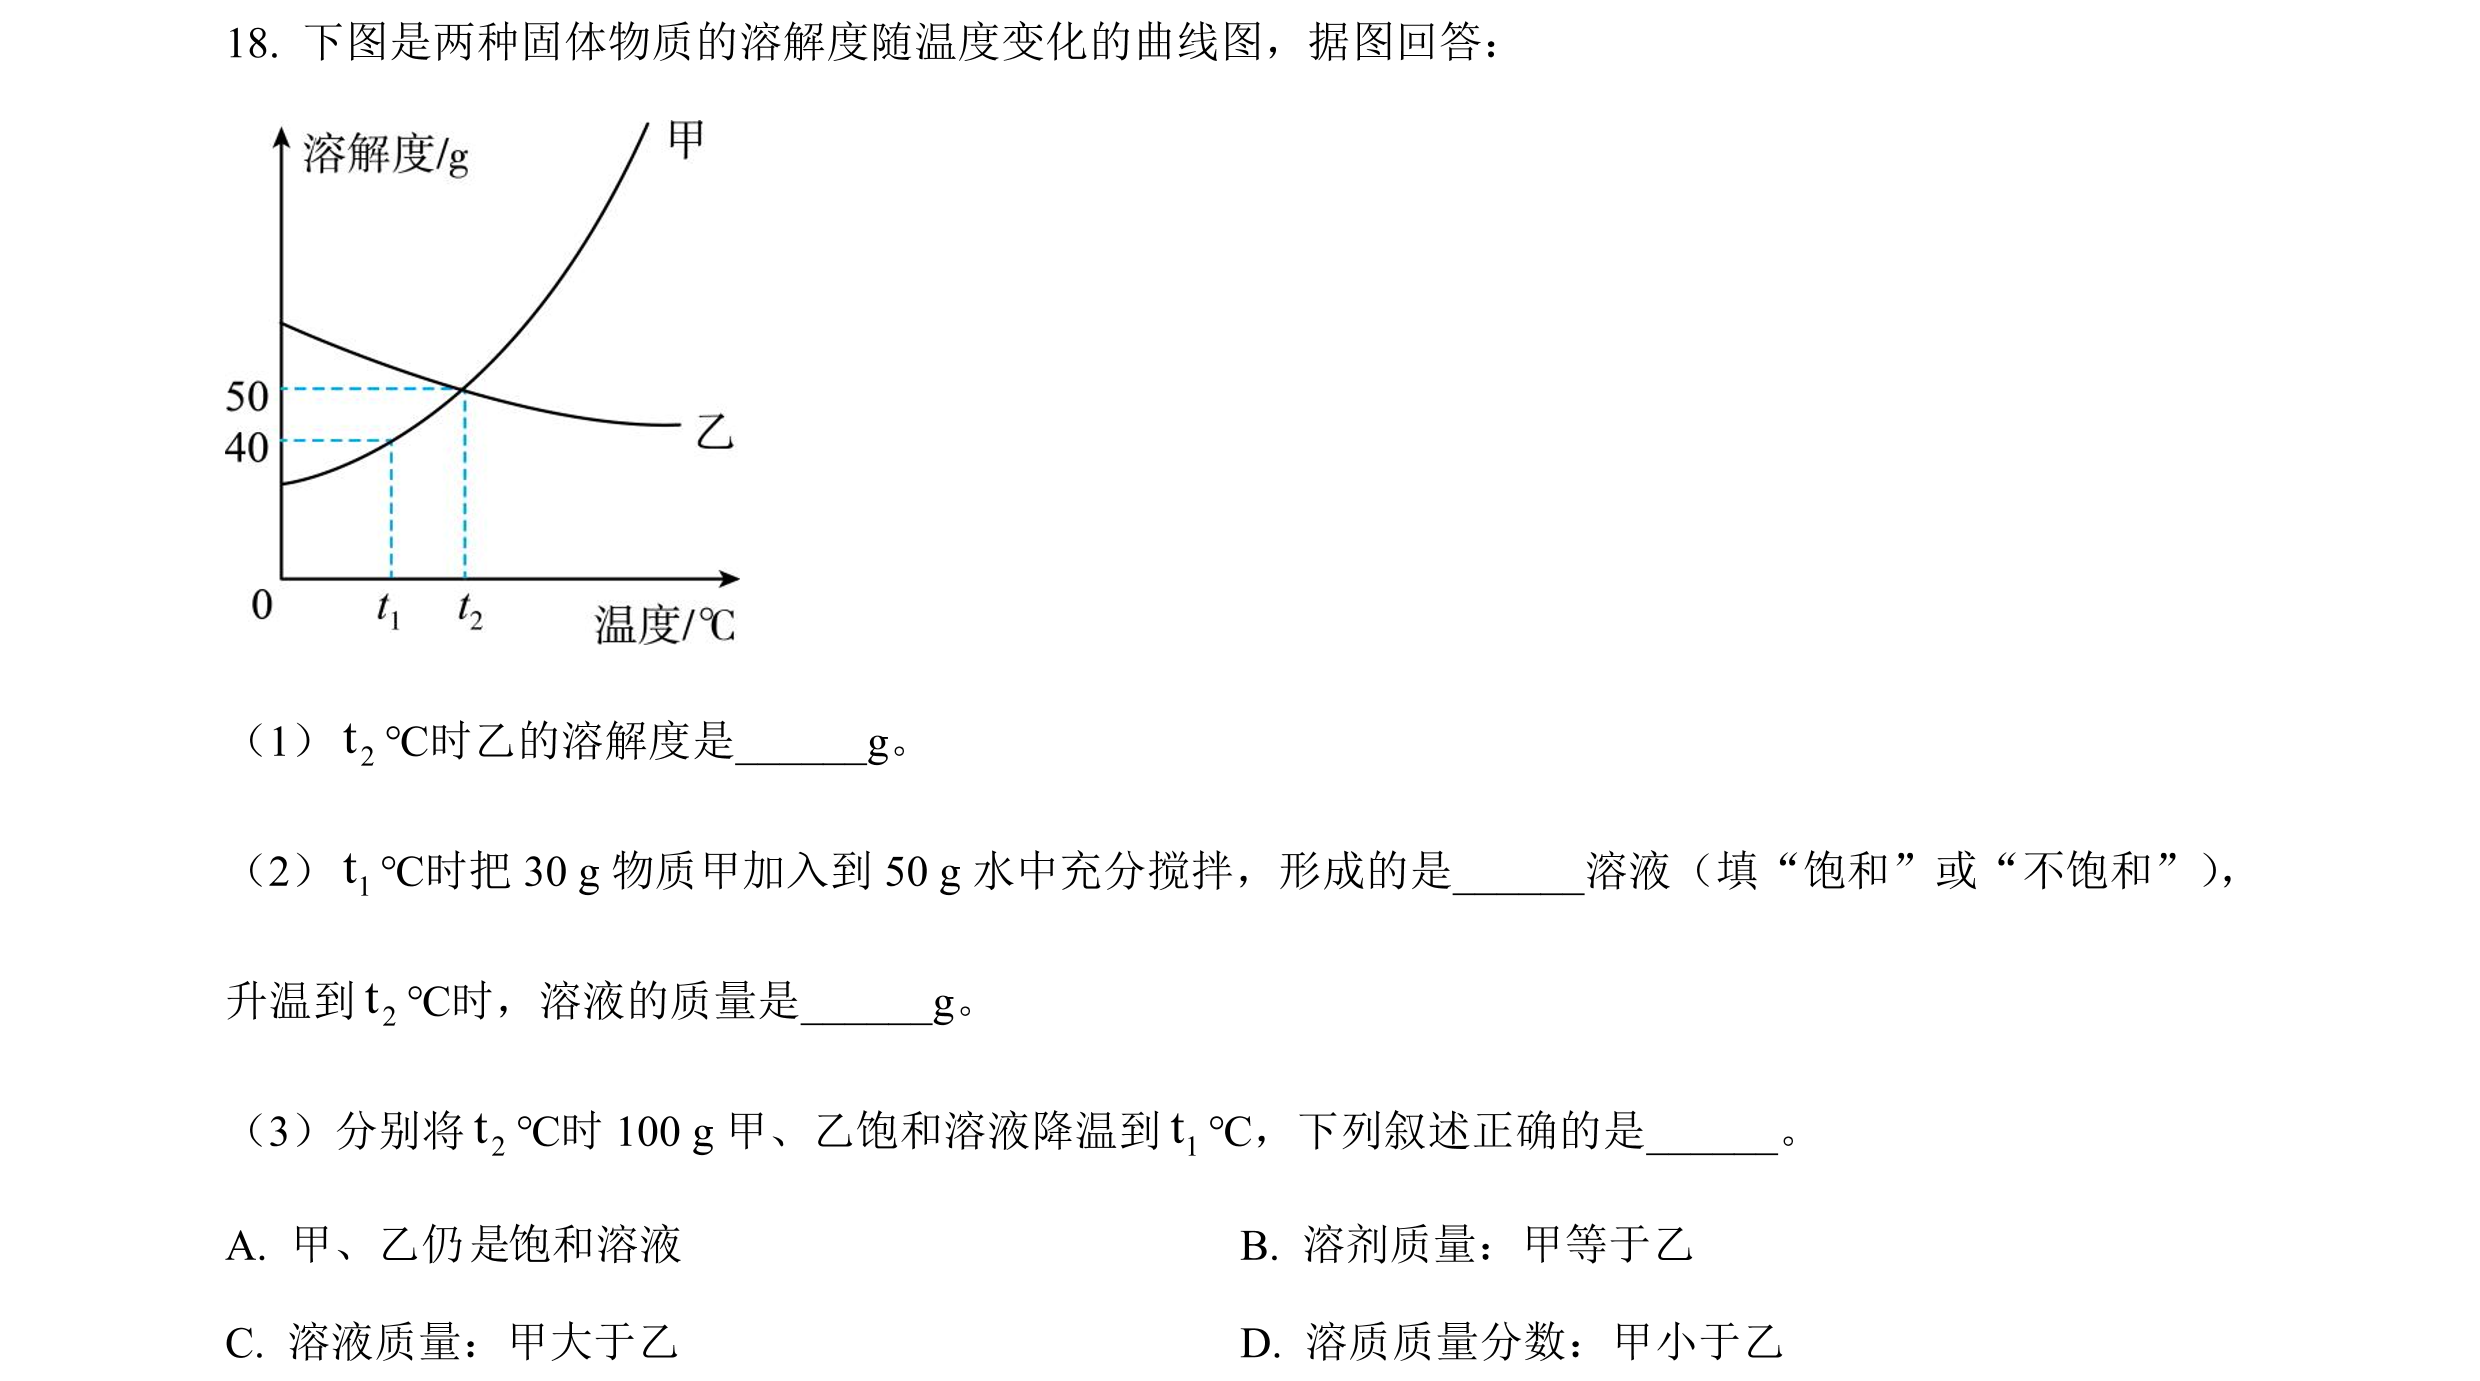 18. 下图是两种固体物质的溶解度随温度变化的曲线图，据图回答：
溶解度/g
甲
50
40
乙
0
t₁
t₂
温度/℃
（1）t₂℃时乙的溶解度是______g。
（2）t₁℃时把 30 g 物质甲加入到 50 g 水中充分搅拌，形成的是______溶液（填“饱和”或“不饱和”），
升温到 t₂℃时，溶液的质量是______g。
（3）分别将 t₂℃时 100 g 甲、乙饱和溶液降温到 t₁℃，下列叙述正确的是______。
A. 甲、乙仍是饱和溶液 B. 溶剂质量：甲等于乙
C. 溶液质量：甲大于乙 D. 溶质质量分数：甲小于乙